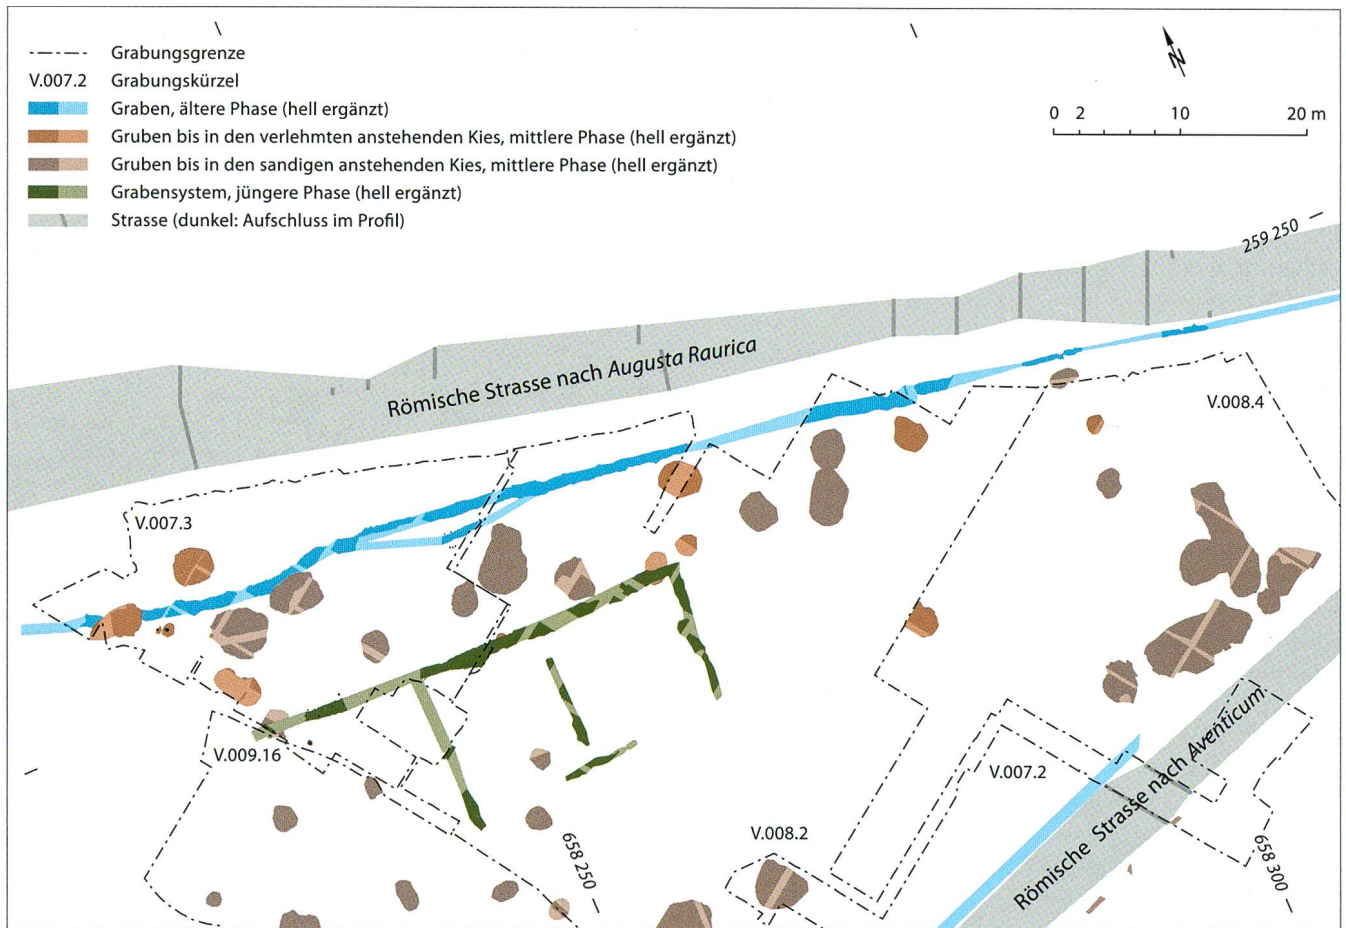 Grabungsgrenze
V.007.2 Grabungskürzel
Graben, ältere Phase (hell ergänzt)
Gruben bis in den verlehmten anstehenden Kies, mittlere Phase (hell ergänzt)
Gruben bis in den sandigen anstehenden Kies, mittlere Phase (hell ergänzt)
Grabensystem, jüngere Phase (hell ergänzt)
Strasse (dunkel: Aufschluss im Profil)
N
0 2 10 20 m
259 250
Römische Strasse nach Augusta Raurica
V.008.4
V.007.3
V.009.16
V.007.2
V.008.2
Römische Strasse nach Aventicum
658 250
658 300